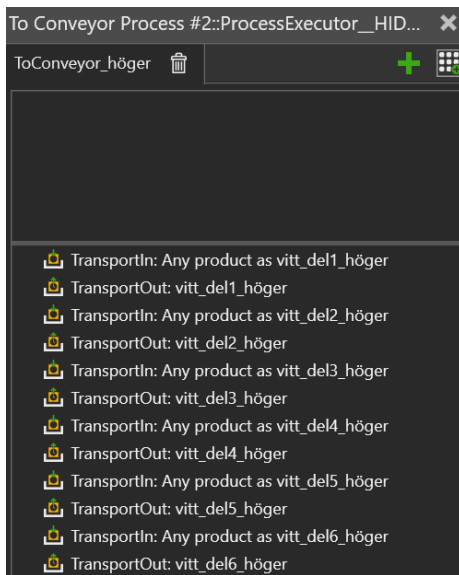 To Conveyor Process #2::ProcessExecutor__HID...
ToConveyor_höger
TransportIn: Any product as vitt_del1_höger
TransportOut: vitt_del1_höger
TransportIn: Any product as vitt_del2_höger
TransportOut: vitt_del2_höger
TransportIn: Any product as vitt_del3_höger
TransportOut: vitt_del3_höger
TransportIn: Any product as vitt_del4_höger
TransportOut: vitt_del4_höger
TransportIn: Any product as vitt_del5_höger
TransportOut: vitt_del5_höger
TransportIn: Any product as vitt_del6_höger
TransportOut: vitt_del6_höger